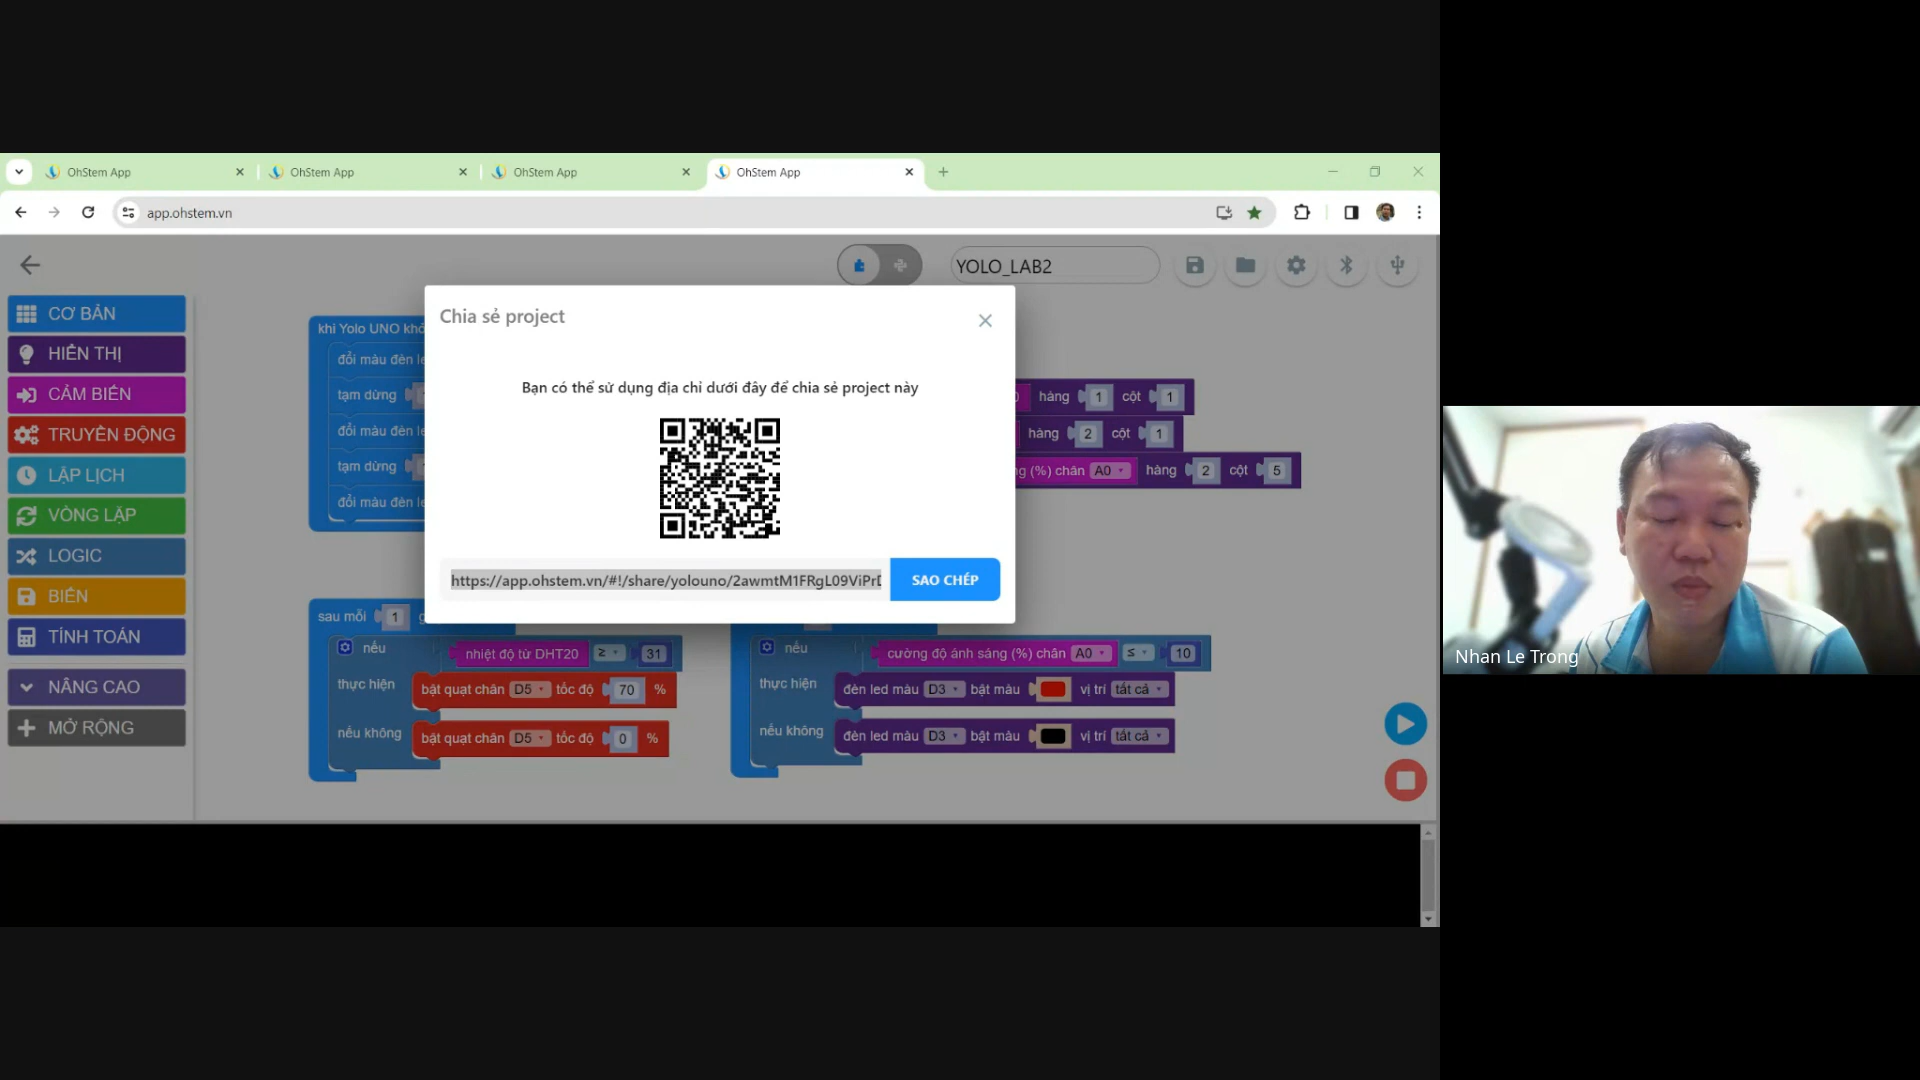 OhStem App
OhStem App
OhStem App
OhStem App
app.ohstem.vn
YOLO_LAB2
CƠ BẢN
HIỂN THỊ
CẢM BIẾN
TRUYỀN ĐỘNG
LẬP LỊCH
VÒNG LẶP
LOGIC
BIẾN
TÍNH TOÁN
NÂNG CAO
MỞ RỘNG
khi Yolo UNO khở
đổi màu đèn le
tạm dừng
đổi màu đèn le
tạm dừng
đổi màu đèn le
Chia sẻ project
Bạn có thể sử dụng địa chỉ dưới đây để chia sẻ project này
https://app.ohstem.vn/#!/share/yolouno/2awmtM1FRgL09ViPr
SAO CHÉP
hàng 1 cột 1
hàng 2 cột 1
(%) chân A0 hàng 2 cột 5
sau mỗi 1
nếu nhiệt độ từ DHT20 ≥ 31
thực hiện bật quạt chân D5 tốc độ 70 %
nếu không bật quạt chân D5 tốc độ 0 %
nếu cường độ ánh sáng (%) chân A0 ≤ 10
thực hiện đèn led màu D3 bật màu vị trí tất cả
nếu không đèn led màu D3 bật màu vị trí tất cả
Nhan Le Trong